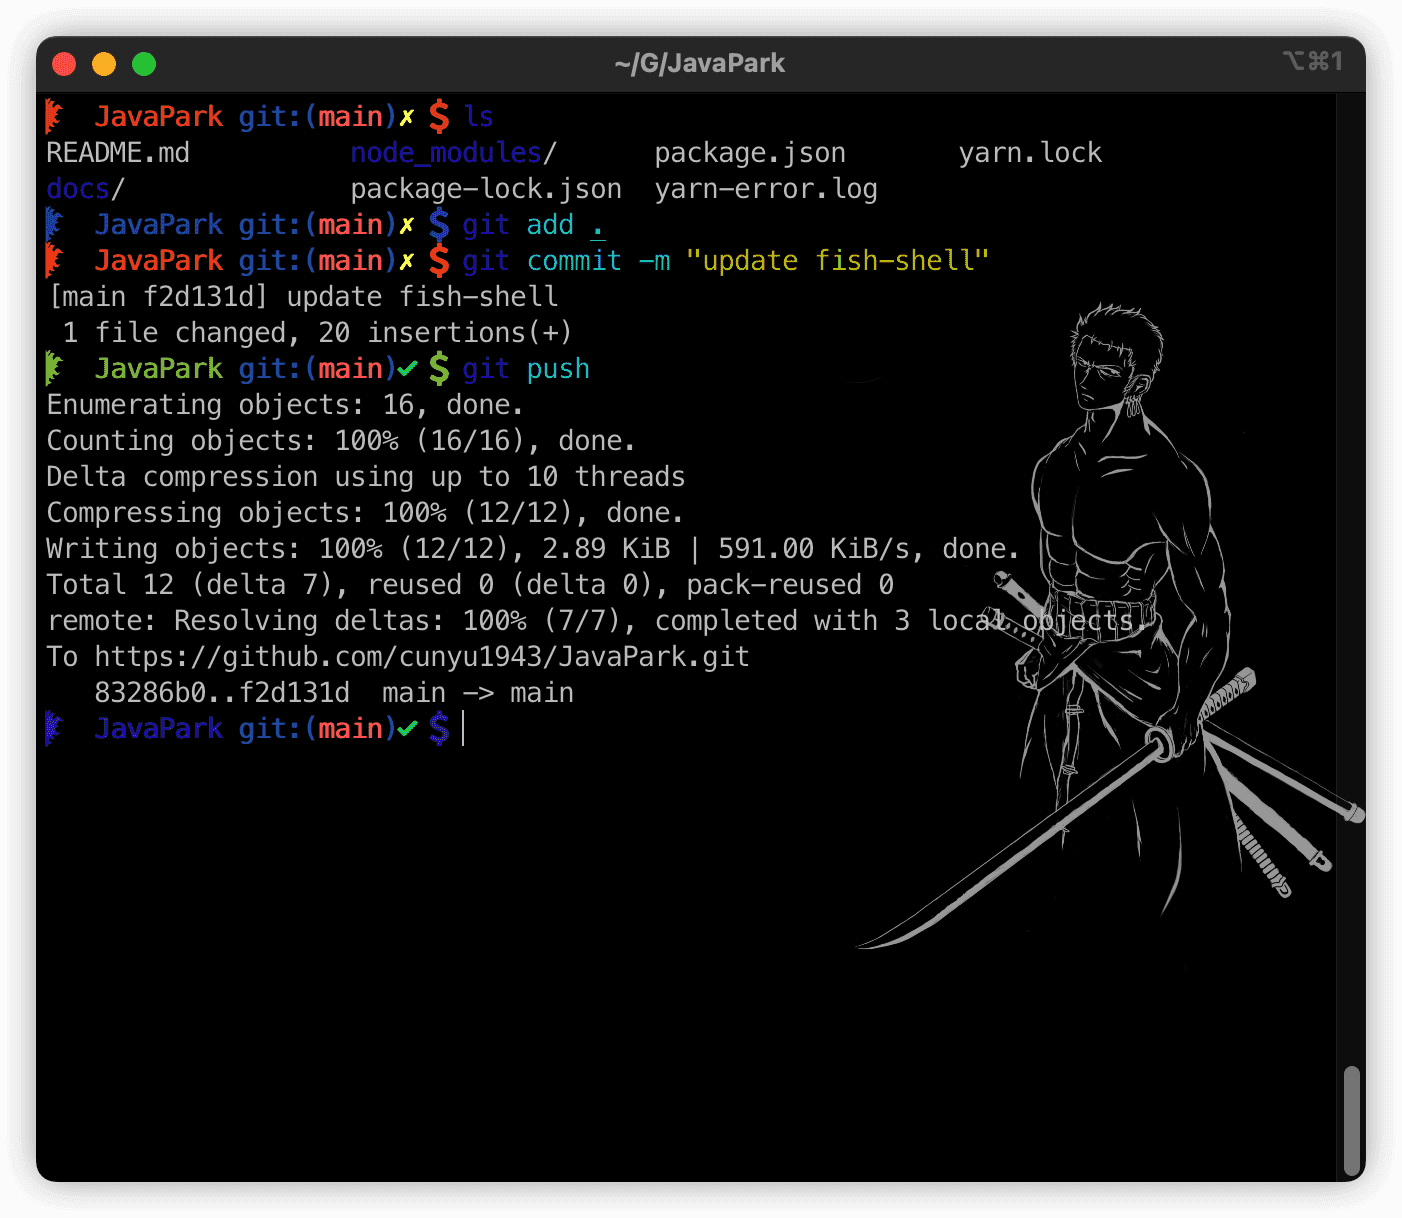 ~/G/JavaPark
⌥⌘1
JavaPark git:(main)✗ $ ls
README.md node_modules/ package.json yarn.lock
docs/ package-lock.json yarn-error.log
JavaPark git:(main)✗ $ git add .
JavaPark git:(main)✗ $ git commit -m "update fish-shell"
[main f2d131d] update fish-shell
1 file changed, 20 insertions(+)
JavaPark git:(main)✓ $ git push
Enumerating objects: 16, done.
Counting objects: 100% (16/16), done.
Delta compression using up to 10 threads
Compressing objects: 100% (12/12), done.
Writing objects: 100% (12/12), 2.89 KiB | 591.00 KiB/s, done.
Total 12 (delta 7), reused 0 (delta 0), pack-reused 0
remote: Resolving deltas: 100% (7/7), completed with 3 local objects.
To https://github.com/cunyu1943/JavaPark.git
83286b0..f2d131d main -> main
JavaPark git:(main)✓ $